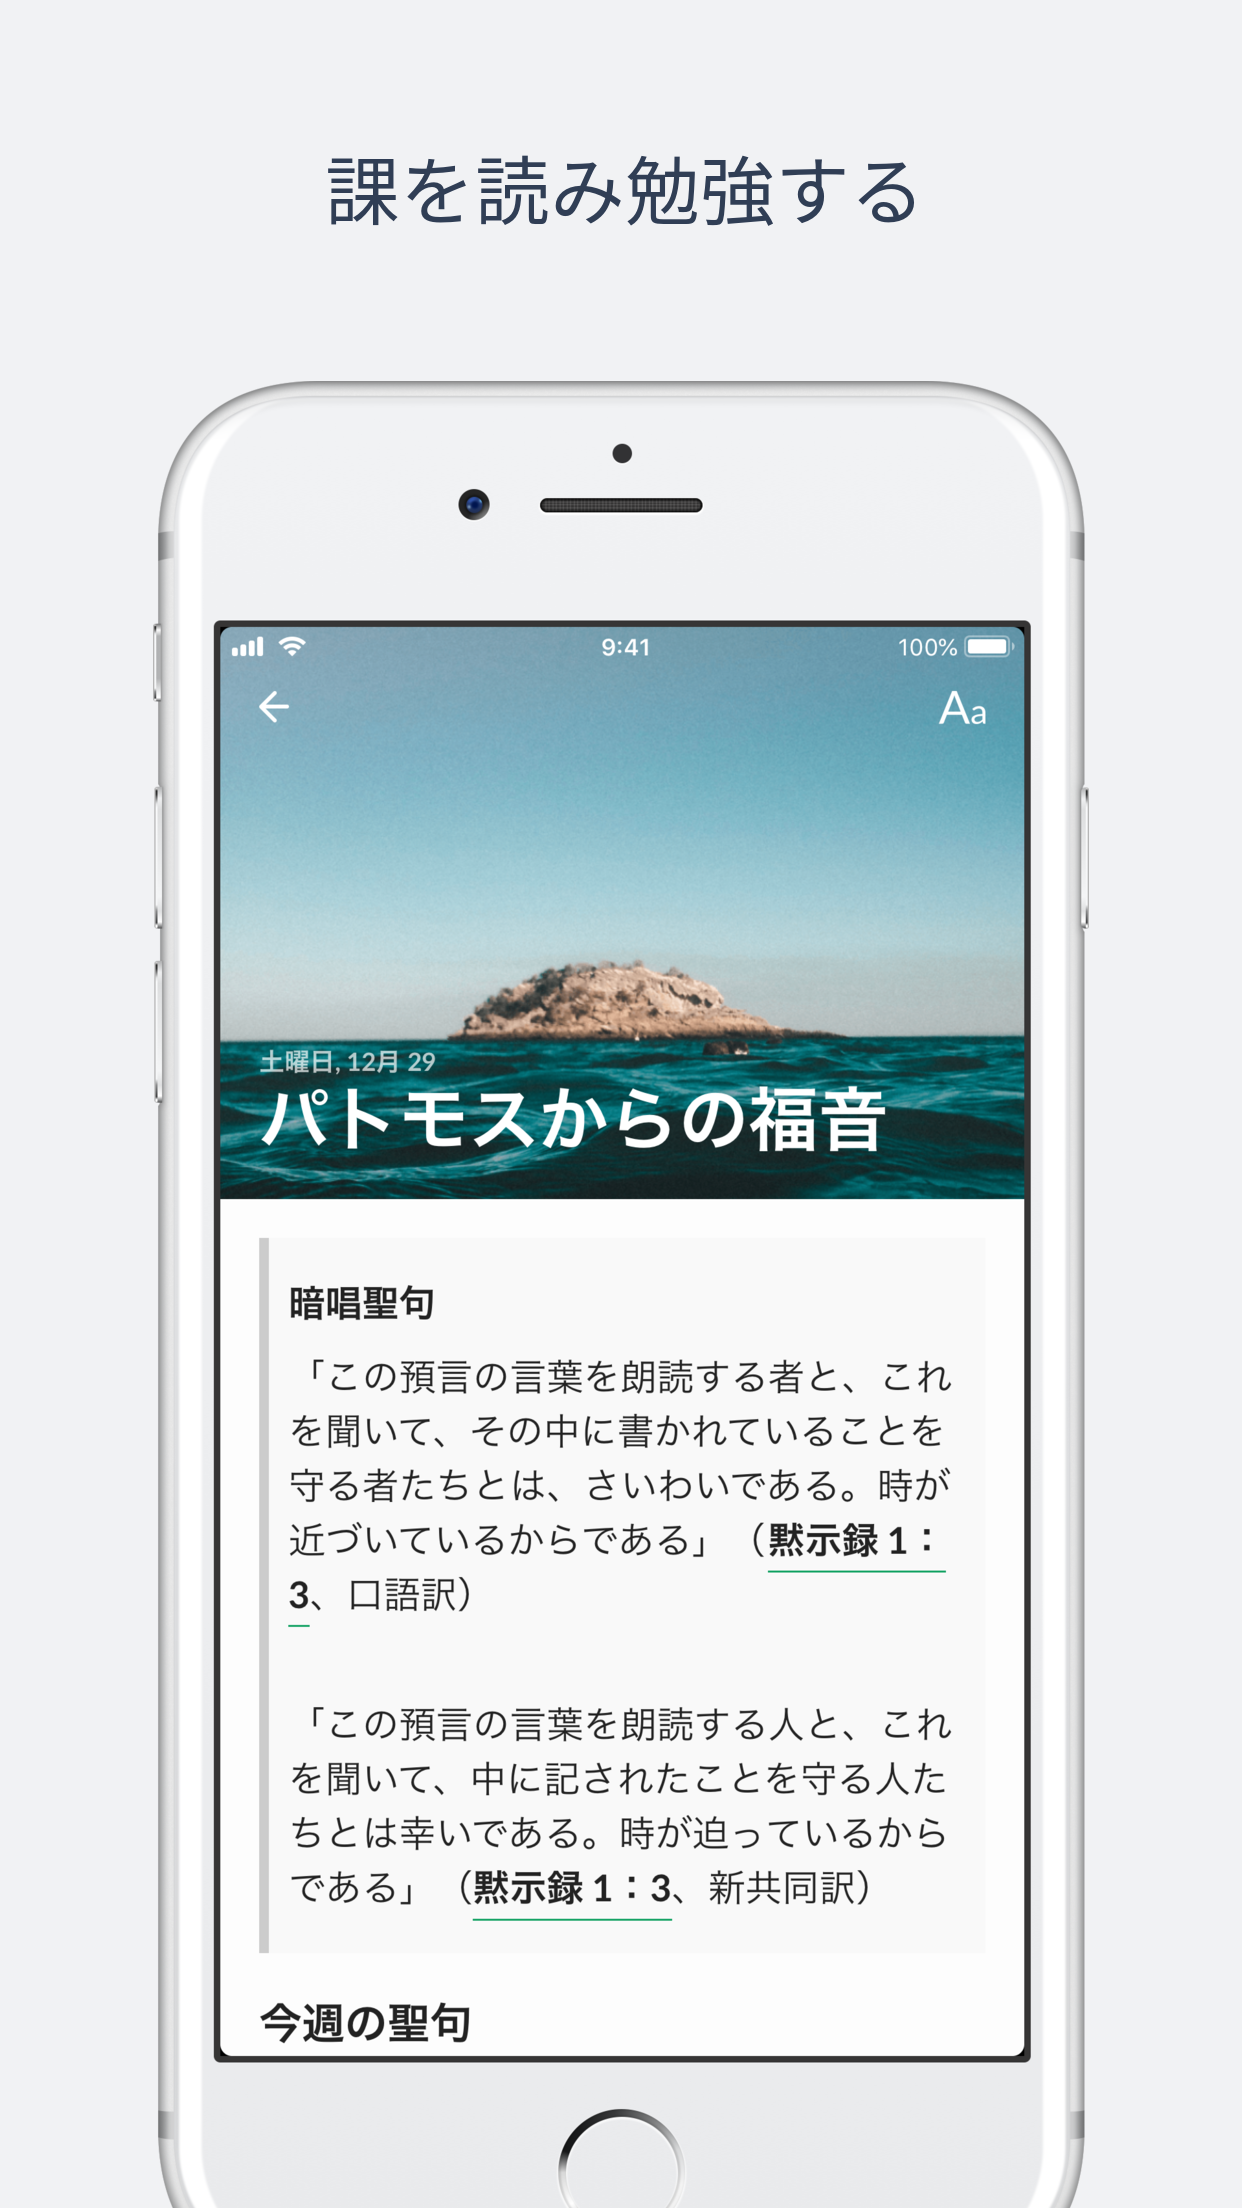 課を読み勉強する
9:41
100%
Aa
土曜日, 12月 29
パトモスからの福音
暗唱聖句
「この預言の言葉を朗読する者と、これ
を聞いて、その中に書かれていることを
守る者たちとは、さいわいである。時が
近づいているからである」（黙示録 1：
3、口語訳）
「この預言の言葉を朗読する人と、これ
を聞いて、中に記されたことを守る人た
ちとは幸いである。時が迫っているから
である」（黙示録 1：3、新共同訳）
今週の聖句